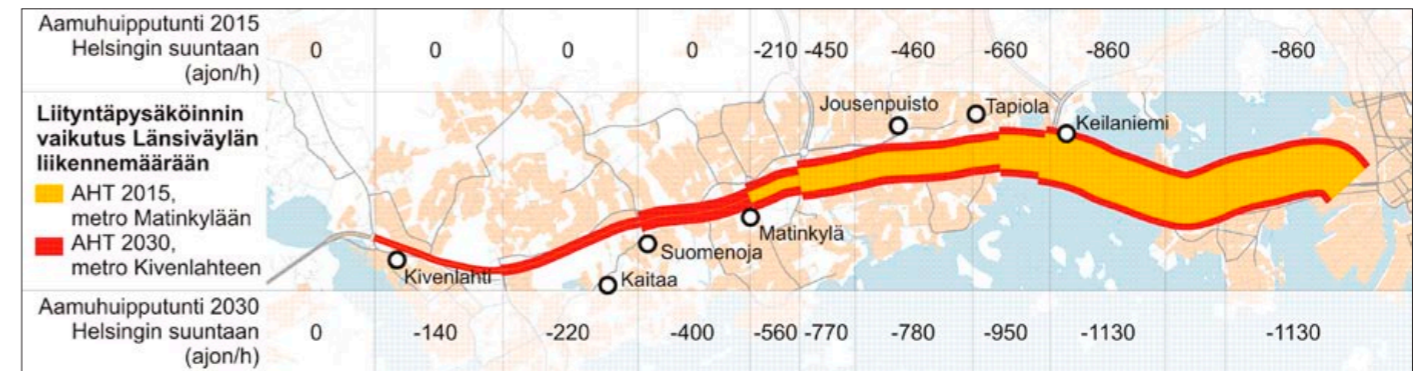 Aamuhuipputunti 2015
Helsingin suuntaan
(ajon/h)
0 0 0 0 -210 -450 -460 -660 -860 -860
Liityntäpysäköinnin
vaikutus Länsiväylän
liikennemäärään
AHT 2015,
metro Matinkylään
AHT 2030,
metro Kivenlahteen
Jousenpuisto
Tapiola
Keilaniemi
Matinkylä
Suomenoja
Kivenlahti
Kaitaa
Aamuhuipputunti 2030
Helsingin suuntaan
(ajon/h)
0 -140 -220 -400 -560 -770 -780 -950 -1130 -1130